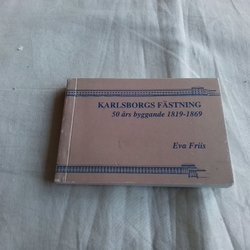 KARLSBORGS FÄSTNING
50 års byggande 1819-1869
Eva Friis